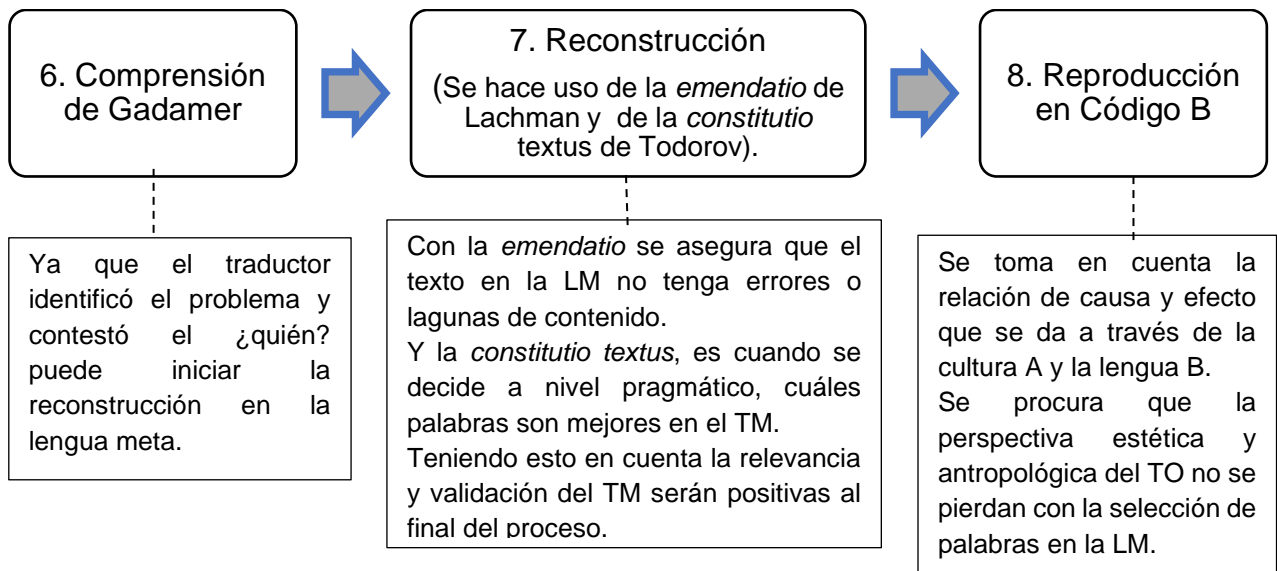 6. Comprensión
de Gadamer
7. Reconstrucción
(Se hace uso de la emendatio de
Lachman y de la constitutio
textus de Todorov).
8. Reproducción
en Código B
Ya que el traductor
identificó el problema y
contestó el ¿quién?
puede iniciar la
reconstrucción en la
lengua meta.
Con la emendatio se asegura que el
texto en la LM no tenga errores o
lagunas de contenido.
Y la constitutio textus, es cuando se
decide a nivel pragmático, cuáles
palabras son mejores en el TM.
Teniendo esto en cuenta la relevancia
y validación del TM serán positivas al
final del proceso.
Se toma en cuenta la
relación de causa y efecto
que se da a través de la
cultura A y la lengua B.
Se procura que la
perspectiva estética y
antropológica del TO no se
pierdan con la selección de
palabras en la LM.